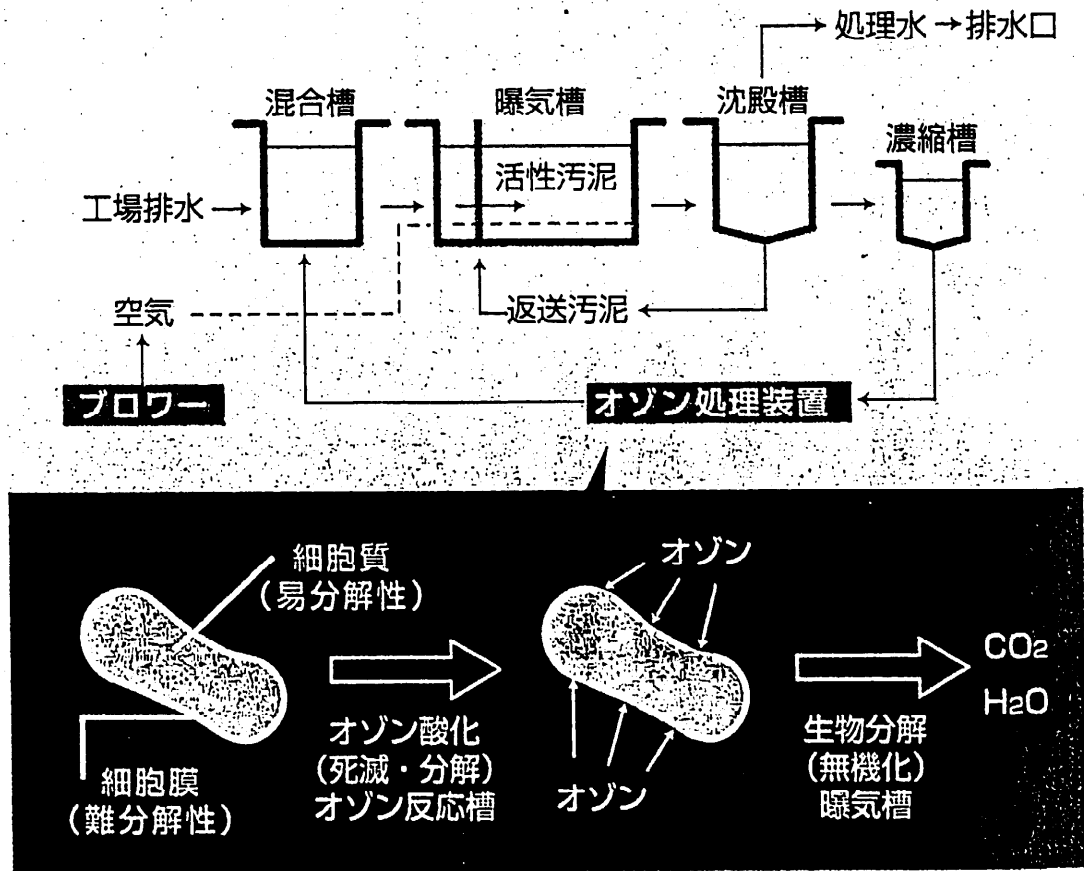 処理水→排水口
混合槽
曝気槽
沈殿槽
濃縮槽
活性汚泥
工場排水
空気
返送汚泥
ブロワー
オゾン処理装置
細胞質
(易分解性)
オゾン
CO2
H2O
オゾン酸化
(死滅・分解)
オゾン反応槽
生物分解
(無機化)
曝気槽
細胞膜
(難分解性)
オゾン